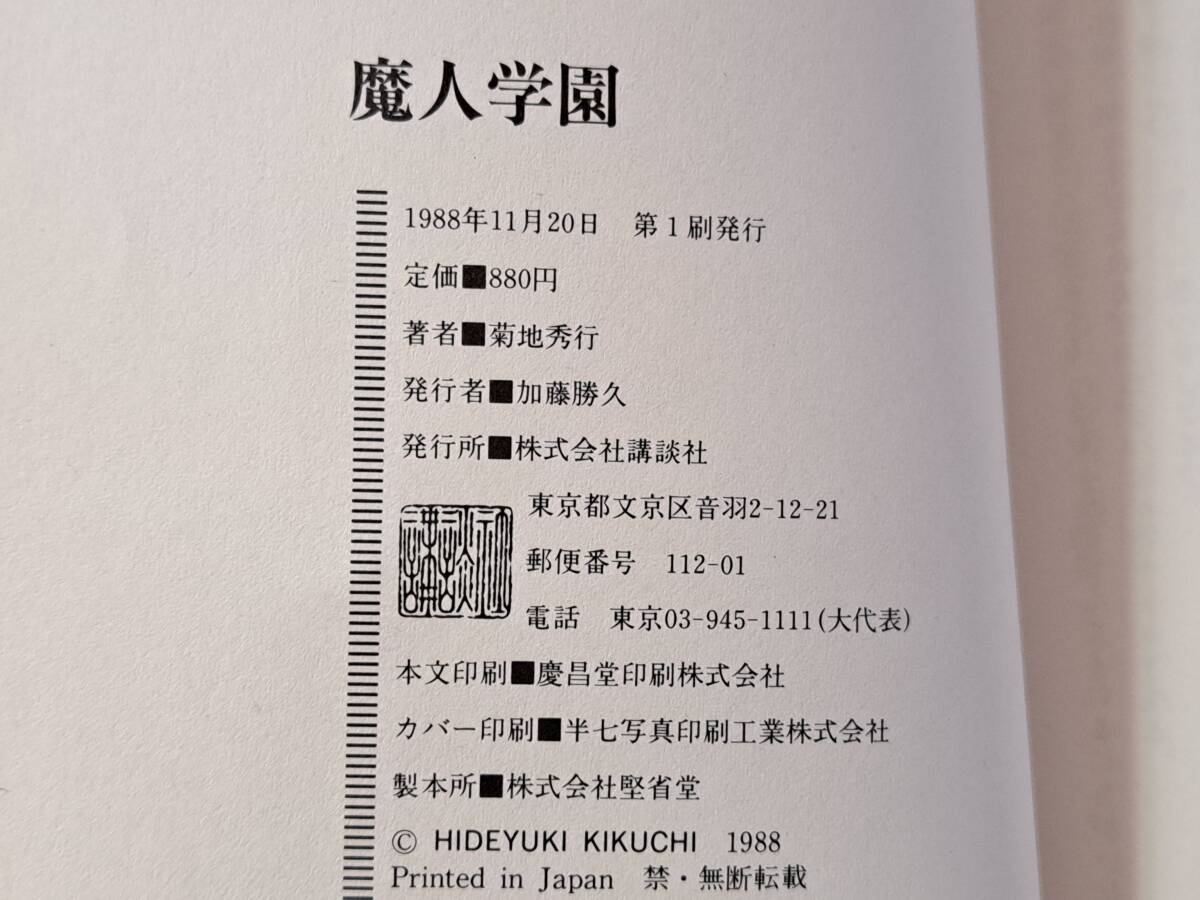 魔人学園
1988年11月20日　第1刷発行
定価■880円
著者■菊地秀行
発行者■加藤勝久
発行所■株式会社講談社
東京都文京区音羽2-12-21
郵便番号　112-01
電話　東京03-945-1111(大代表)
本文印刷■慶昌堂印刷株式会社
カバー印刷■半七写真印刷工業株式会社
製本所■株式会社堅省堂
© HIDEYUKI KIKUCHI 1988
Printed in Japan　禁・無断転載